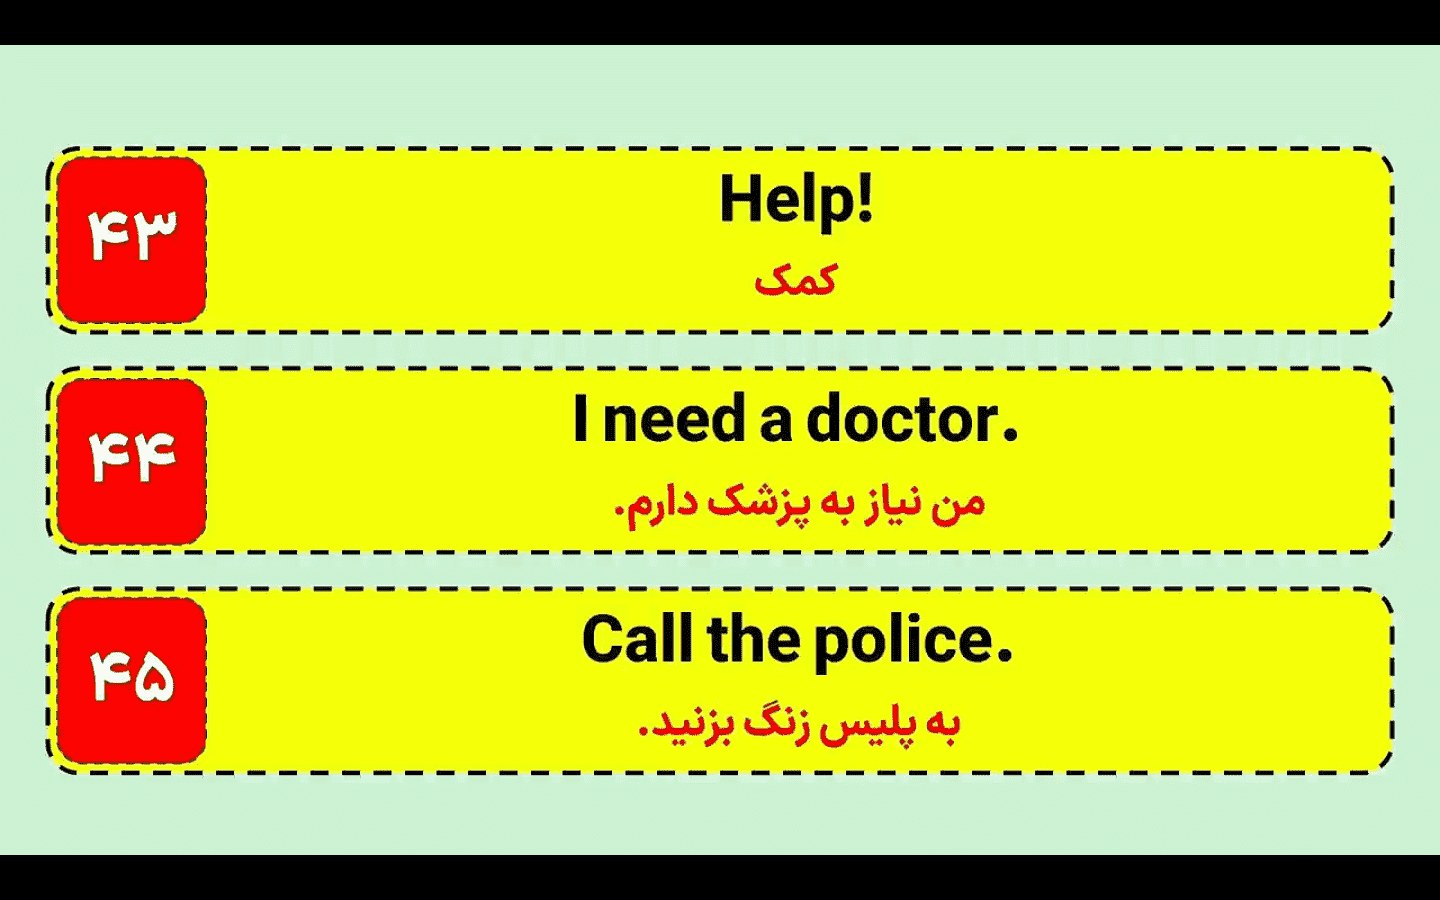 ۴۳
Help!
کمک
۴۴
I need a doctor.
من نیاز به پزشک دارم.
۴۵
Call the police.
به پلیس زنگ بزنید.